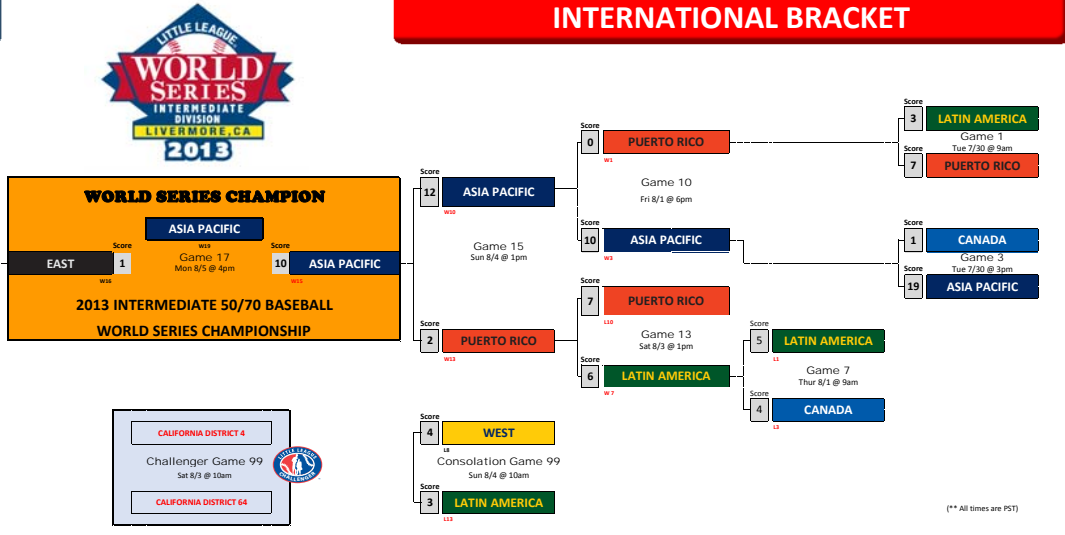 INTERNATIONAL BRACKET
LITTLE LEAGUE
WORLD
SERIES
INTERMEDIATE
DIVISION
LIVERMORE, CA
2013
WORLD SERIES CHAMPION
ASIA PACIFIC
W19
Score
EAST
1
W16
Game 17
Mon 8/5 @ 4pm
Score
10
ASIA PACIFIC
W15
2013 INTERMEDIATE 50/70 BASEBALL
WORLD SERIES CHAMPIONSHIP
Score
12
ASIA PACIFIC
W10
Game 15
Sun 8/4 @ 1pm
Score
2
PUERTO RICO
W13
Score
0
PUERTO RICO
W1
Game 10
Fri 8/1 @ 6pm
Score
10
ASIA PACIFIC
W3
Score
7
PUERTO RICO
L10
Game 13
Sat 8/3 @ 1pm
Score
6
LATIN AMERICA
W 7
Score
3
LATIN AMERICA
Game 1
Tue 7/30 @ 9am
Score
7
PUERTO RICO
Score
1
CANADA
Game 3
Tue 7/30 @ 3pm
Score
19
ASIA PACIFIC
Score
5
LATIN AMERICA
L1
Game 7
Thur 8/1 @ 9am
Score
4
CANADA
L3
CALIFORNIA DISTRICT 4
Challenger Game 99
Sat 8/3 @ 10am
CALIFORNIA DISTRICT 64
LITTLE LEAGUE
CHALLENGER
Score
4
WEST
L8
Consolation Game 99
Sun 8/4 @ 10am
Score
3
LATIN AMERICA
L13
(** All times are PST)